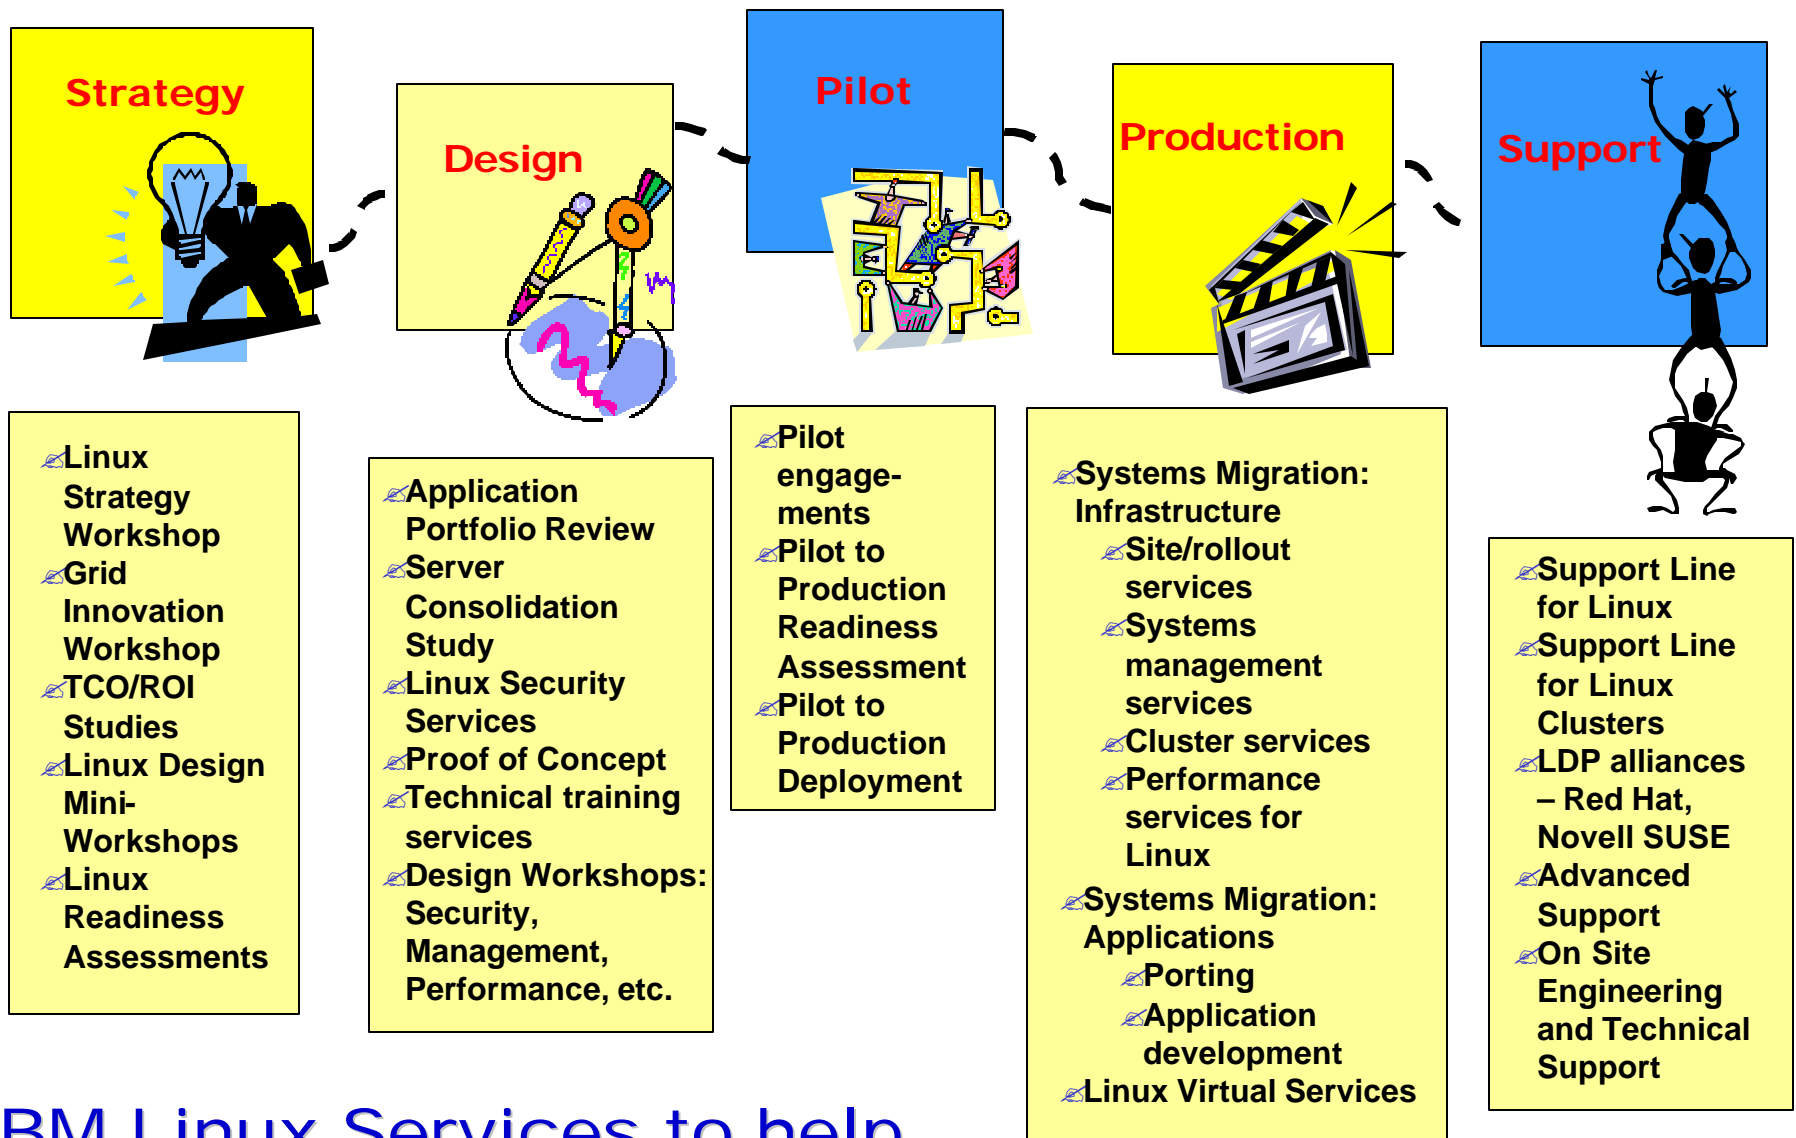 Strategy
Linux
Strategy
Workshop
Grid
Innovation
Workshop
TCO/ROI
Studies
Linux Design
Mini-
Workshops
Linux
Readiness
Assessments
Design
Application
Portfolio Review
Server
Consolidation
Study
Linux Security
Services
Proof of Concept
Technical training
services
Design Workshops:
Security,
Management,
Performance, etc.
Pilot
Pilot
engage-
ments
Pilot to
Production
Readiness
Assessment
Pilot to
Production
Deployment
Production
Systems Migration:
Infrastructure
Site/rollout
services
Systems
management
services
Cluster services
Performance
services for
Linux
Systems Migration:
Applications
Porting
Application
development
Linux Virtual Services
Support
Support Line
for Linux
Support Line
for Linux
Clusters
LDP alliances
– Red Hat,
Novell SUSE
Advanced
Support
On Site
Engineering
and Technical
Support
BM Linux Services to help